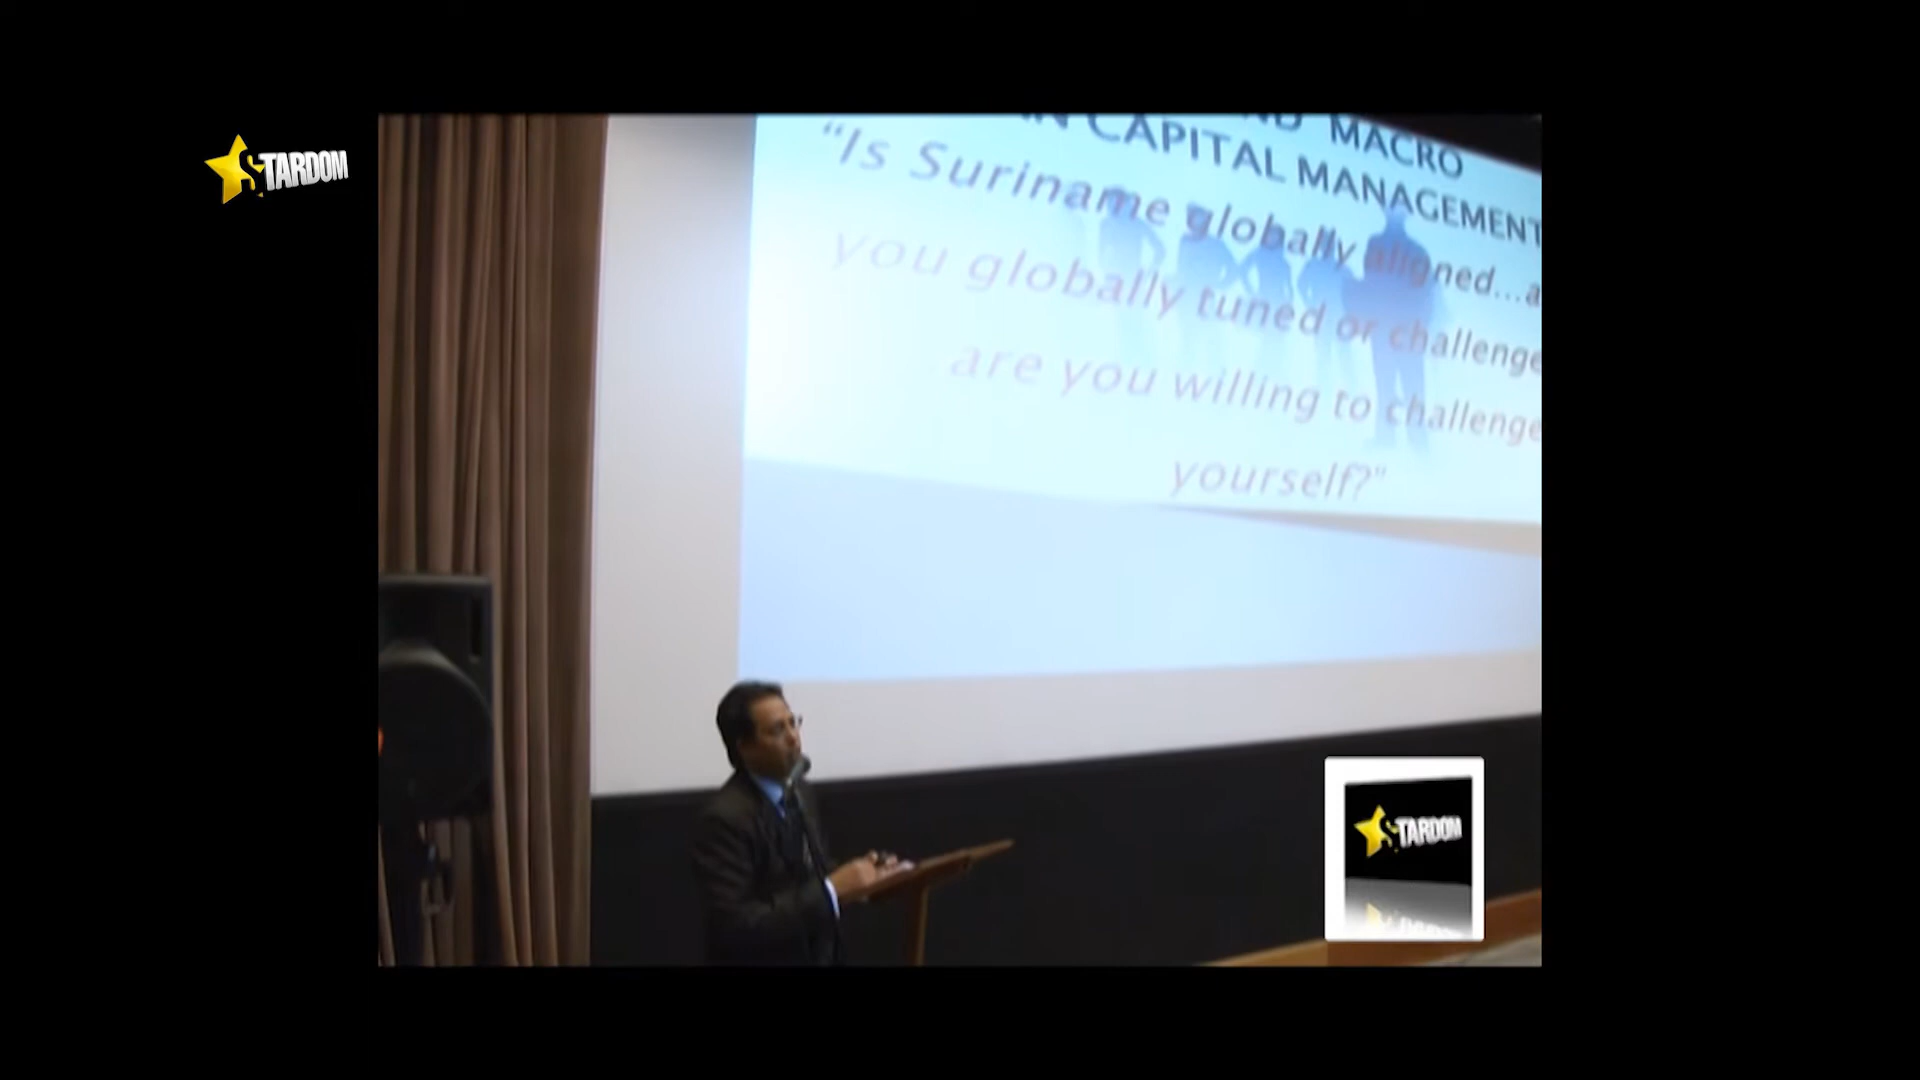 STARDOM
MACRO
CAPITAL MANAGEMENT
"Is Suriname globally aligned...
you globally tuned or challenge
are you willing to challenge
yourself?"
STARDOM